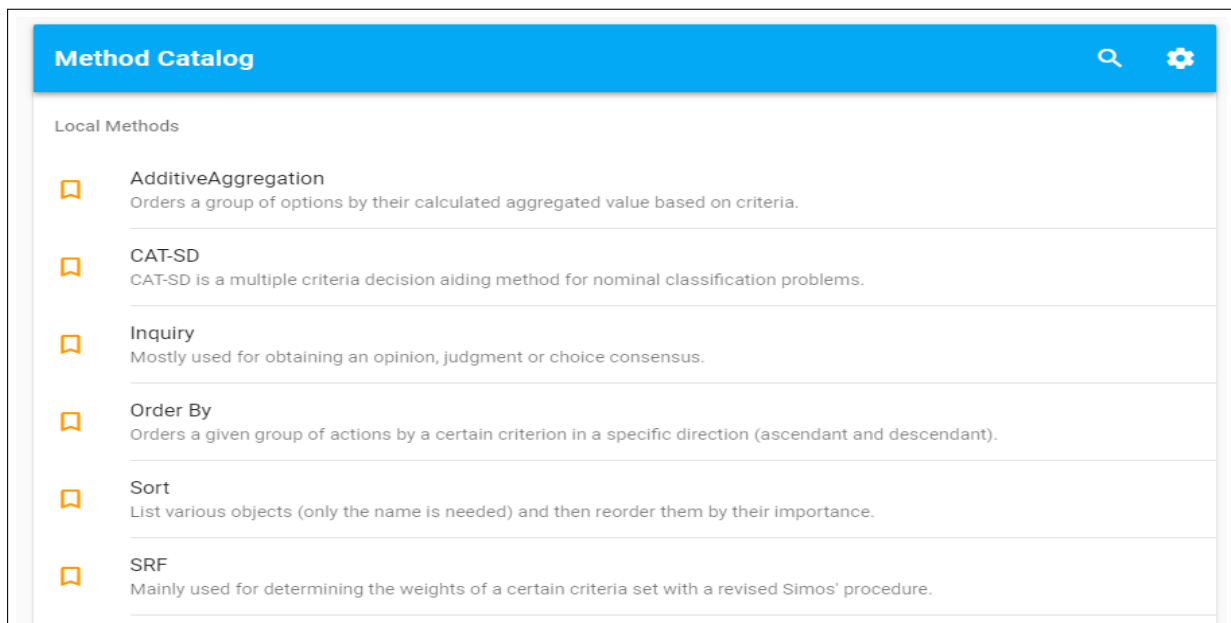 Method Catalog
Local Methods
AdditiveAggregation
Orders a group of options by their calculated aggregated value based on criteria.
CAT-SD
CAT-SD is a multiple criteria decision aiding method for nominal classification problems.
Inquiry
Mostly used for obtaining an opinion, judgment or choice consensus.
Order By
Orders a given group of actions by a certain criterion in a specific direction (ascendant and descendant).
Sort
List various objects (only the name is needed) and then reorder them by their importance.
SRF
Mainly used for determining the weights of a certain criteria set with a revised Simos' procedure.